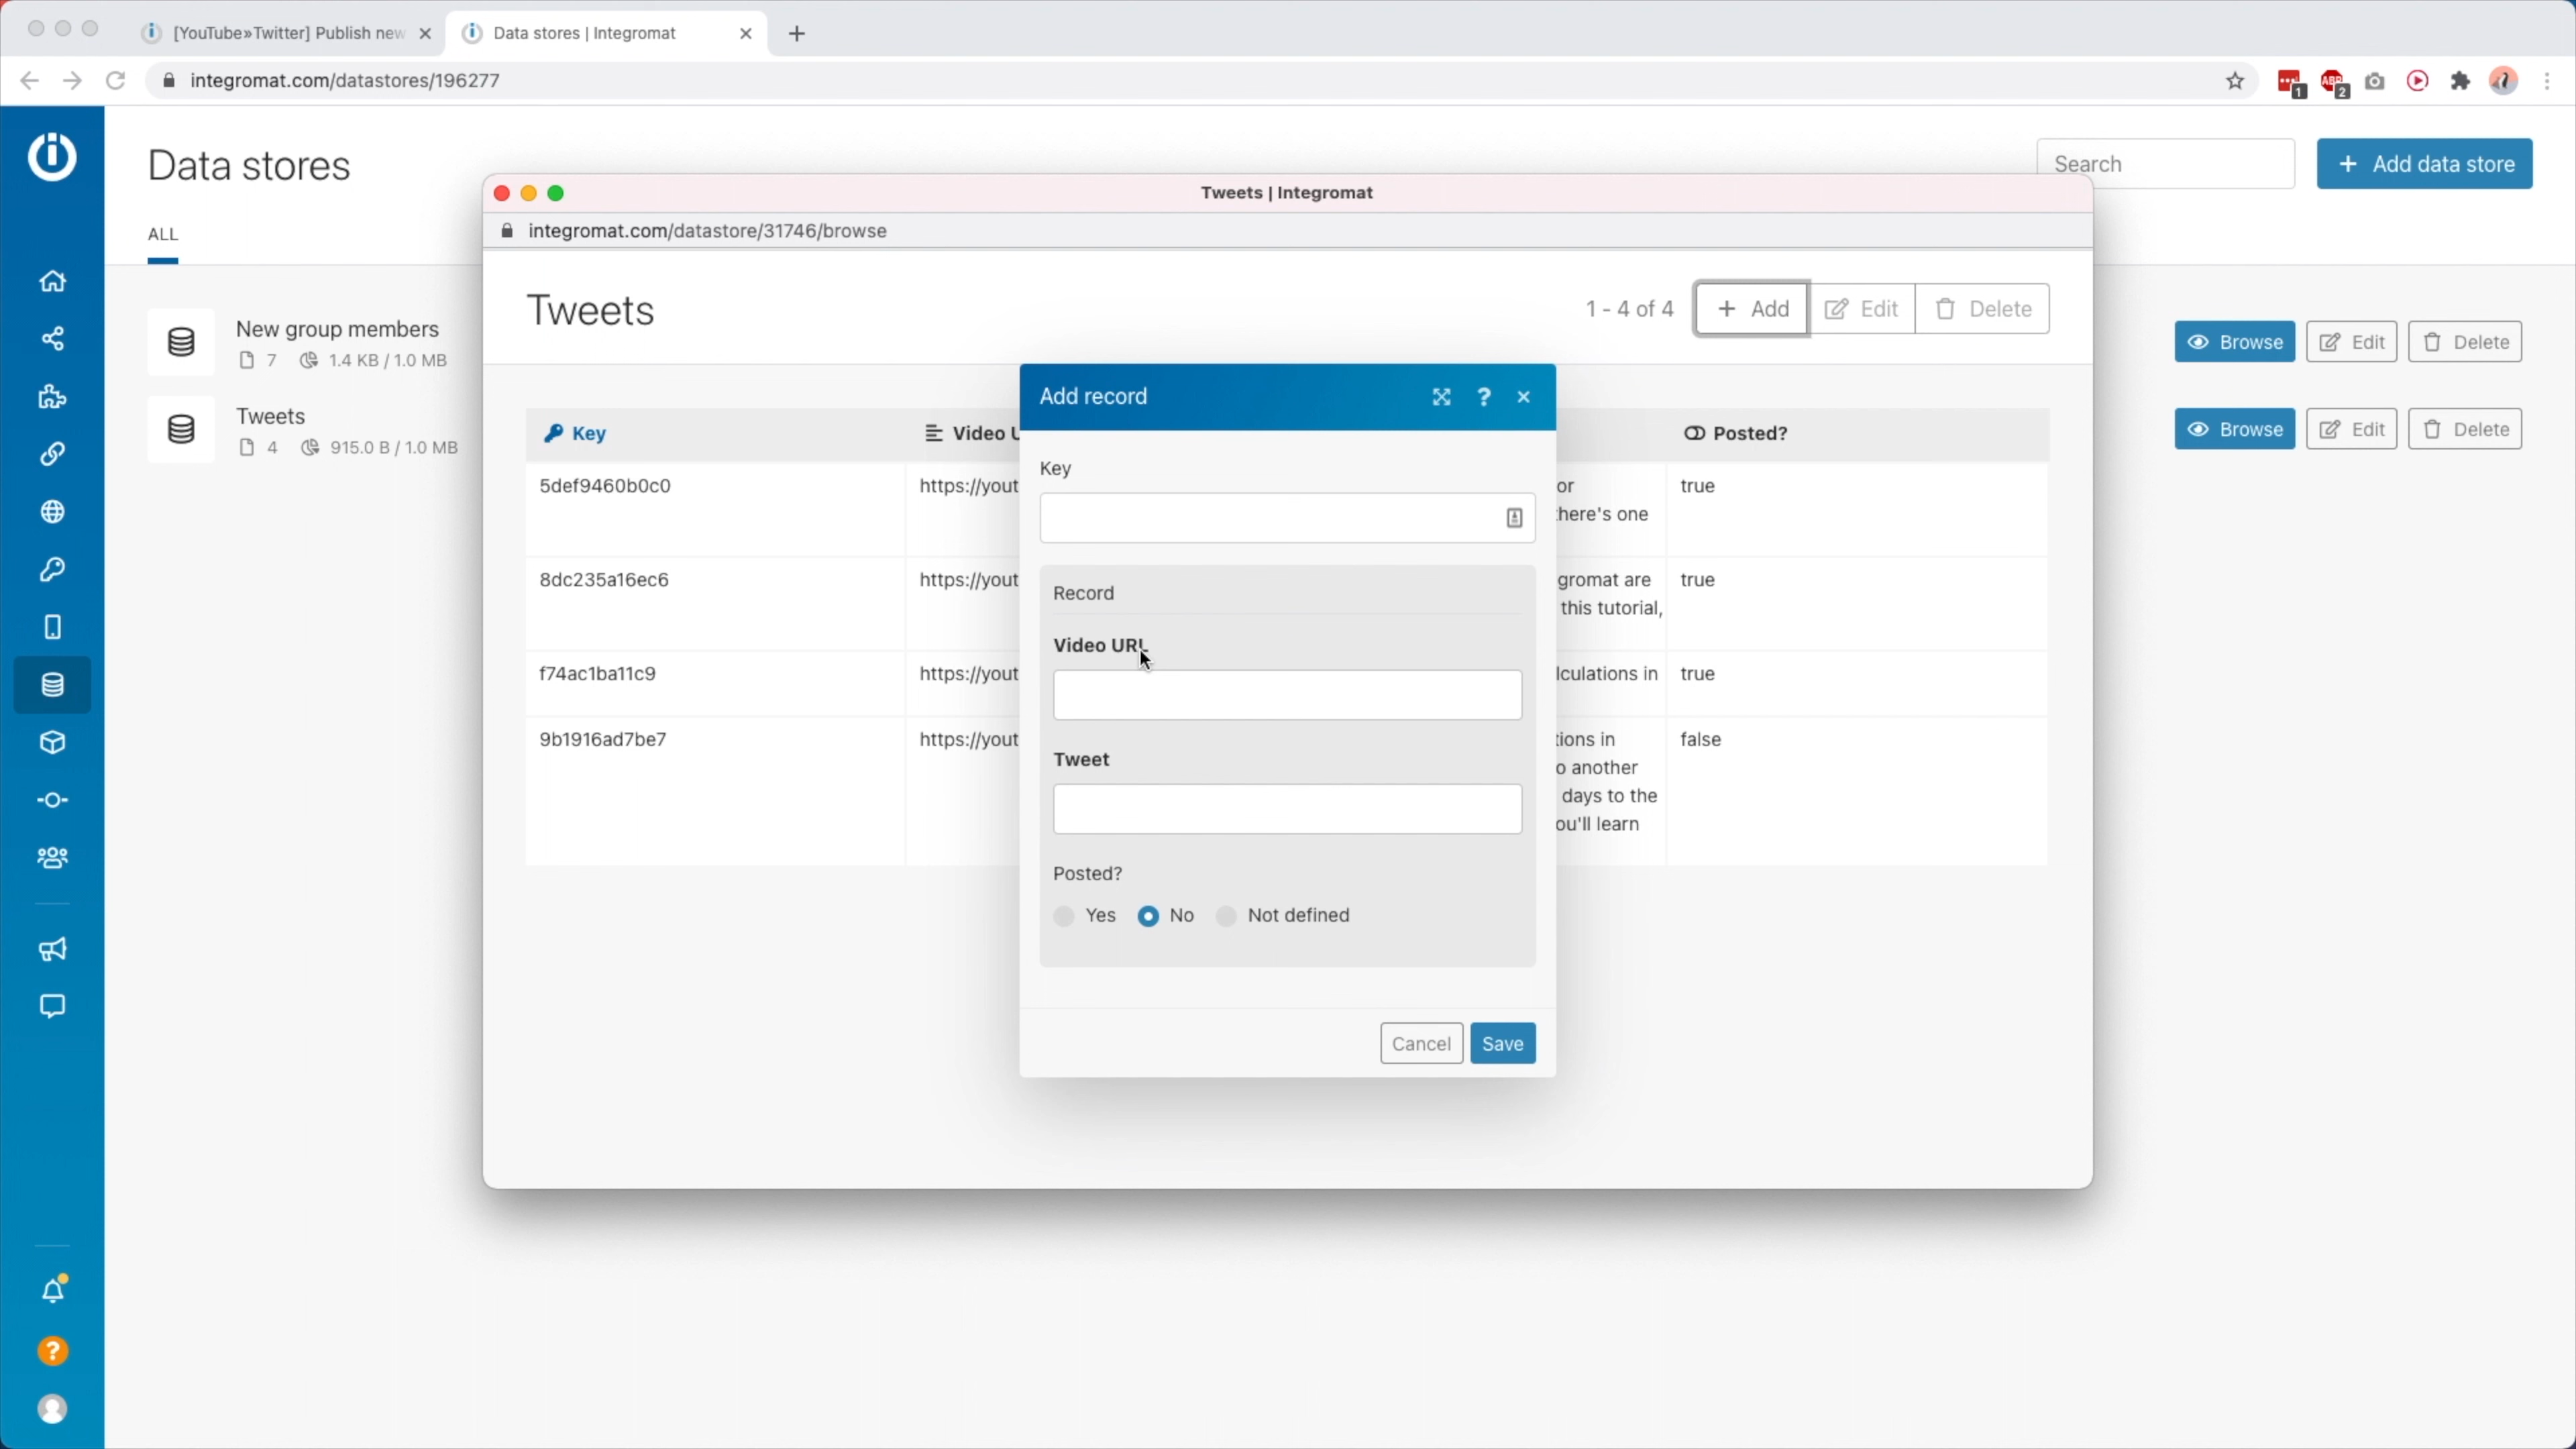 [YouTube»Twitter] Publish new
Data stores | Integromat
integromat.com/datastores/196277
1
ABP
2
Data stores
Search
+ Add data store
ALL
New group members
7 1.4 KB / 1.0 MB
Browse
Edit
Delete
Tweets
4 915.0 B / 1.0 MB
Browse
Edit
Delete
Tweets | Integromat
integromat.com/datastore/31746/browse
Tweets
1 - 4 of 4
+ Add
Edit
Delete
Key
Video U
Posted?
5def9460b0c0
https://yout
or
there's one
true
8dc235a16ec6
https://yout
gromat are
this tutorial,
true
f74ac1ba11c9
https://yout
lculations in
true
9b1916ad7be7
https://yout
tions in
o another
days to the
ou'll learn
false
Add record
?
Key
Record
Video URL
Tweet
Posted?
Yes
No
Not defined
Cancel
Save
?